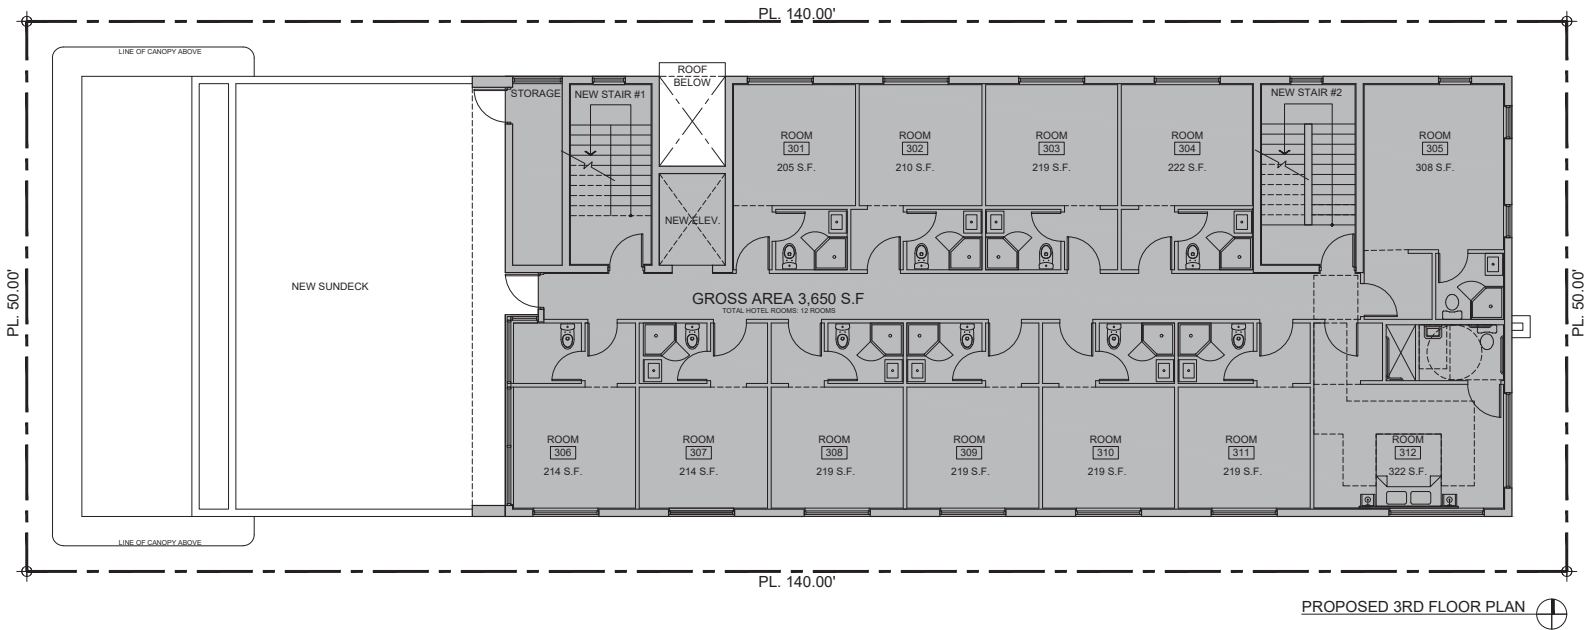 PL. 140.00'
LINE OF CANOPY ABOVE
ROOF
BELOW
STORAGE
NEW STAIR #1
NEW STAIR #2
ROOM
301
205 S.F.
ROOM
302
210 S.F.
ROOM
303
219 S.F.
ROOM
304
222 S.F.
ROOM
305
308 S.F.
NEW ELEV.
PL. 50.00'
NEW SUNDECK
GROSS AREA 3,650 S.F
TOTAL HOTEL ROOMS: 12 ROOMS
PL. 50.00'
ROOM
306
214 S.F.
ROOM
307
214 S.F.
ROOM
308
219 S.F.
ROOM
309
219 S.F.
ROOM
310
219 S.F.
ROOM
311
219 S.F.
ROOM
312
322 S.F.
LINE OF CANOPY ABOVE
PL. 140.00'
PROPOSED 3RD FLOOR PLAN